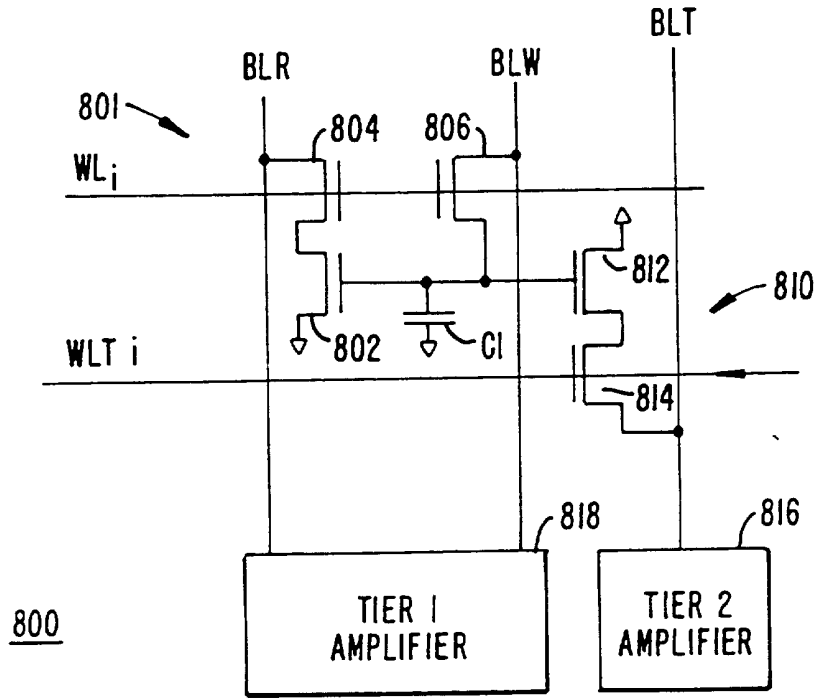 BLT
BLR
BLW
801
804
806
WLi
812
810
802
C1
WLT i
814
818
816
TIER 1
AMPLIFIER
TIER 2
AMPLIFIER
800